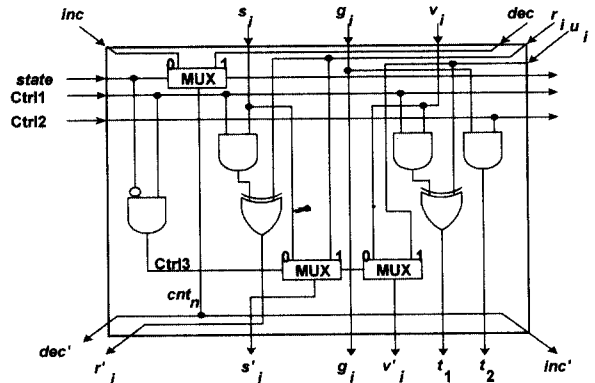 inc s_i g_i v_i dec r_i u_i
0 1
state MUX
Ctrl1
Ctrl2
Ctrl3 0 1 0 1
MUX MUX
cnt_n
dec' r'_i s'_i g_i v'_i t_1 t_2 inc'